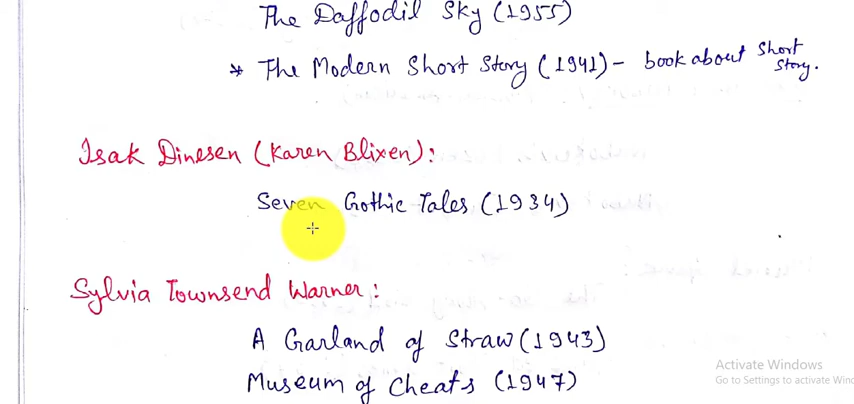 The Daffodil Sky (1955)
* The Modern Short Story (1941) - book about Short Story.
Isak Dinesen (Karen Blixen):
Seven Gothic Tales (1934)
Sylvia Townsend Warner:
A Garland of Straw (1943)
Museum of Cheats (1947)
Activate Windows
Go to Settings to activate Wind